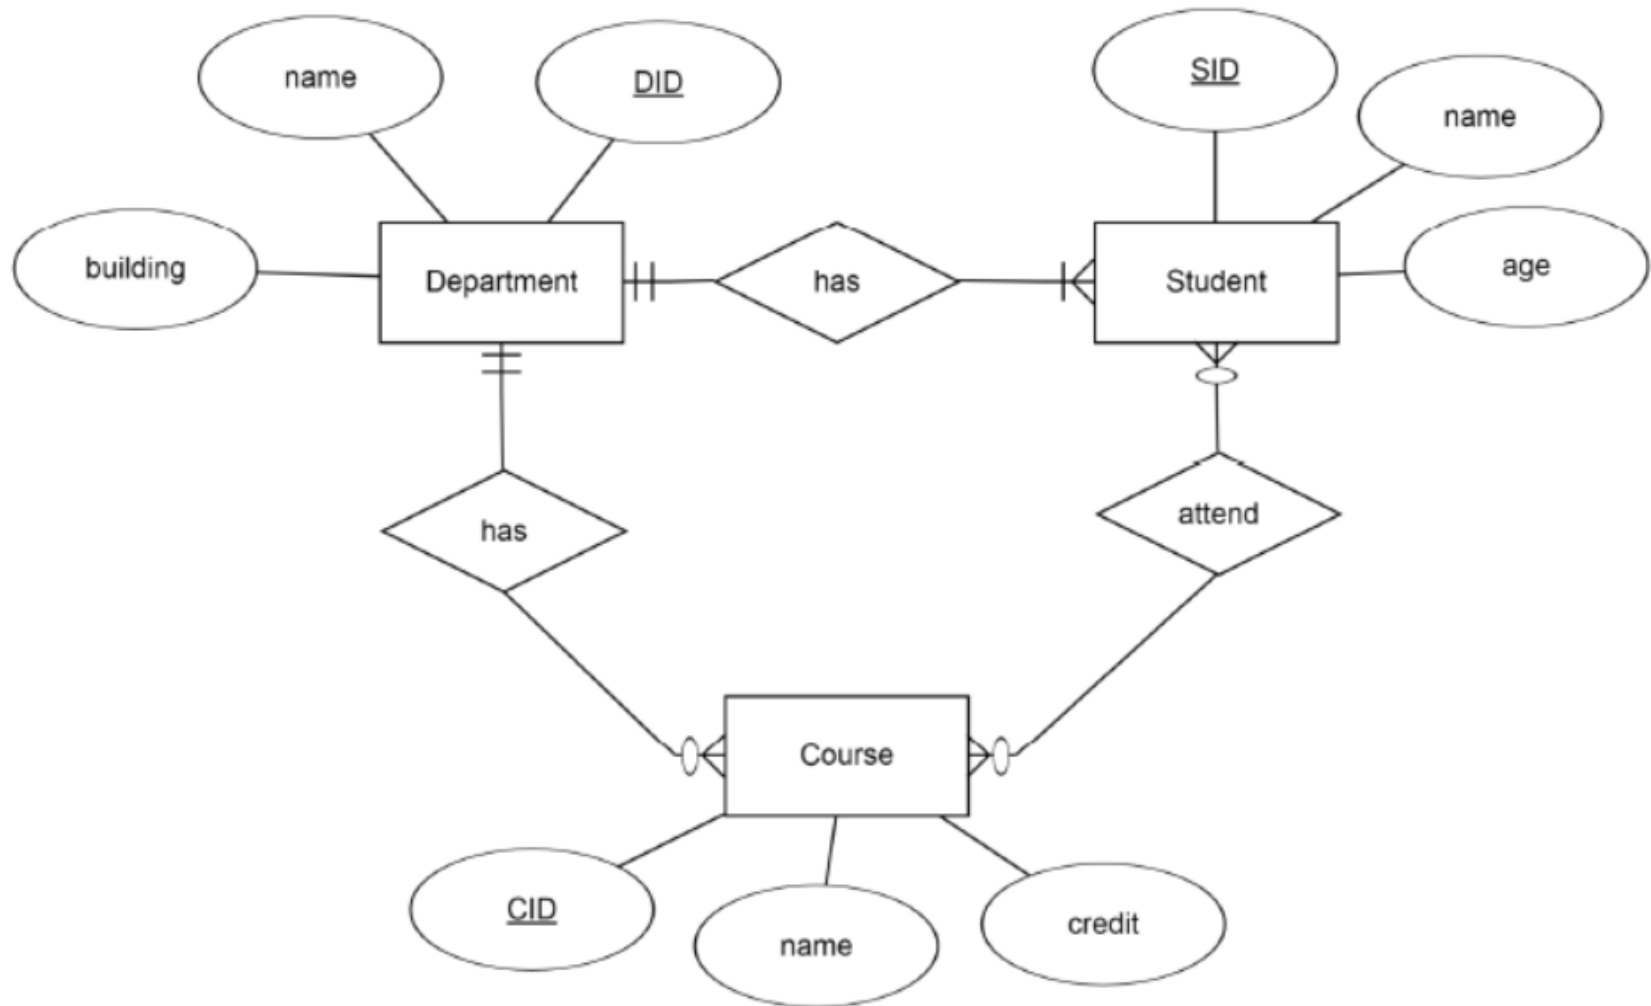 name
DID
SID
name
building
Department
has
Student
age
has
attend
Course
CID
name
credit